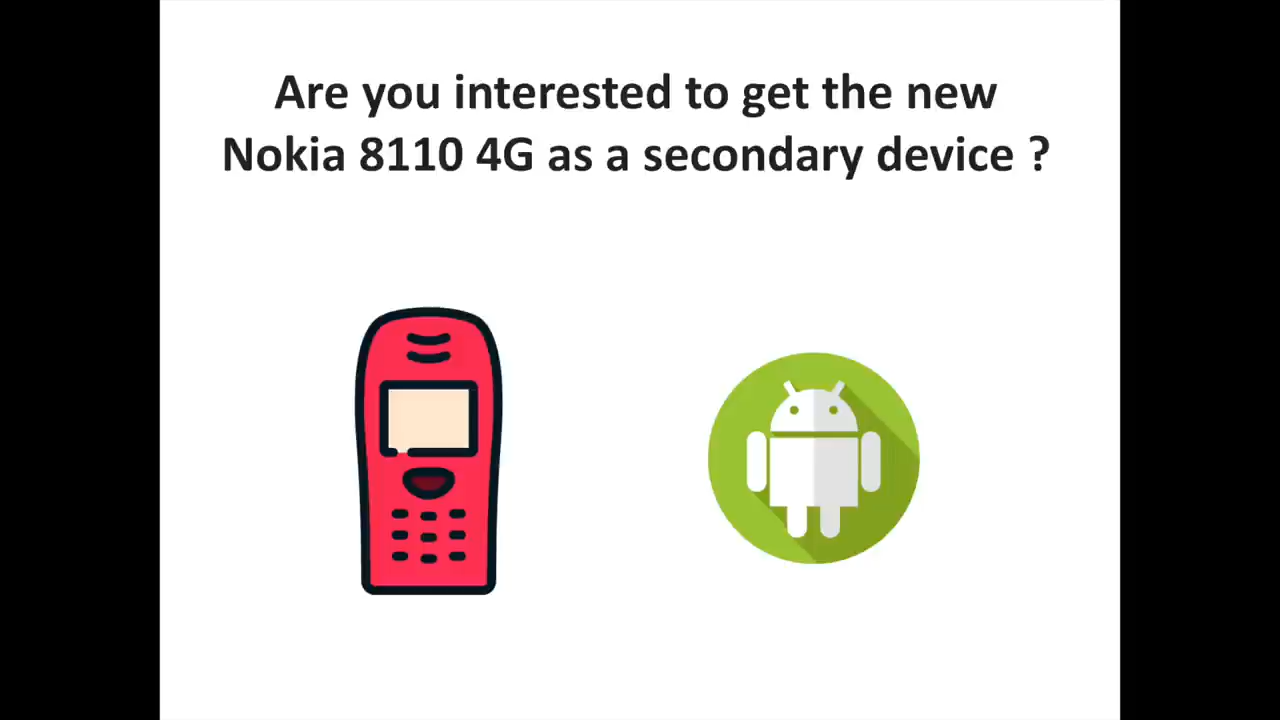 Are you interested to get the new
Nokia 8110 4G as a secondary device ?